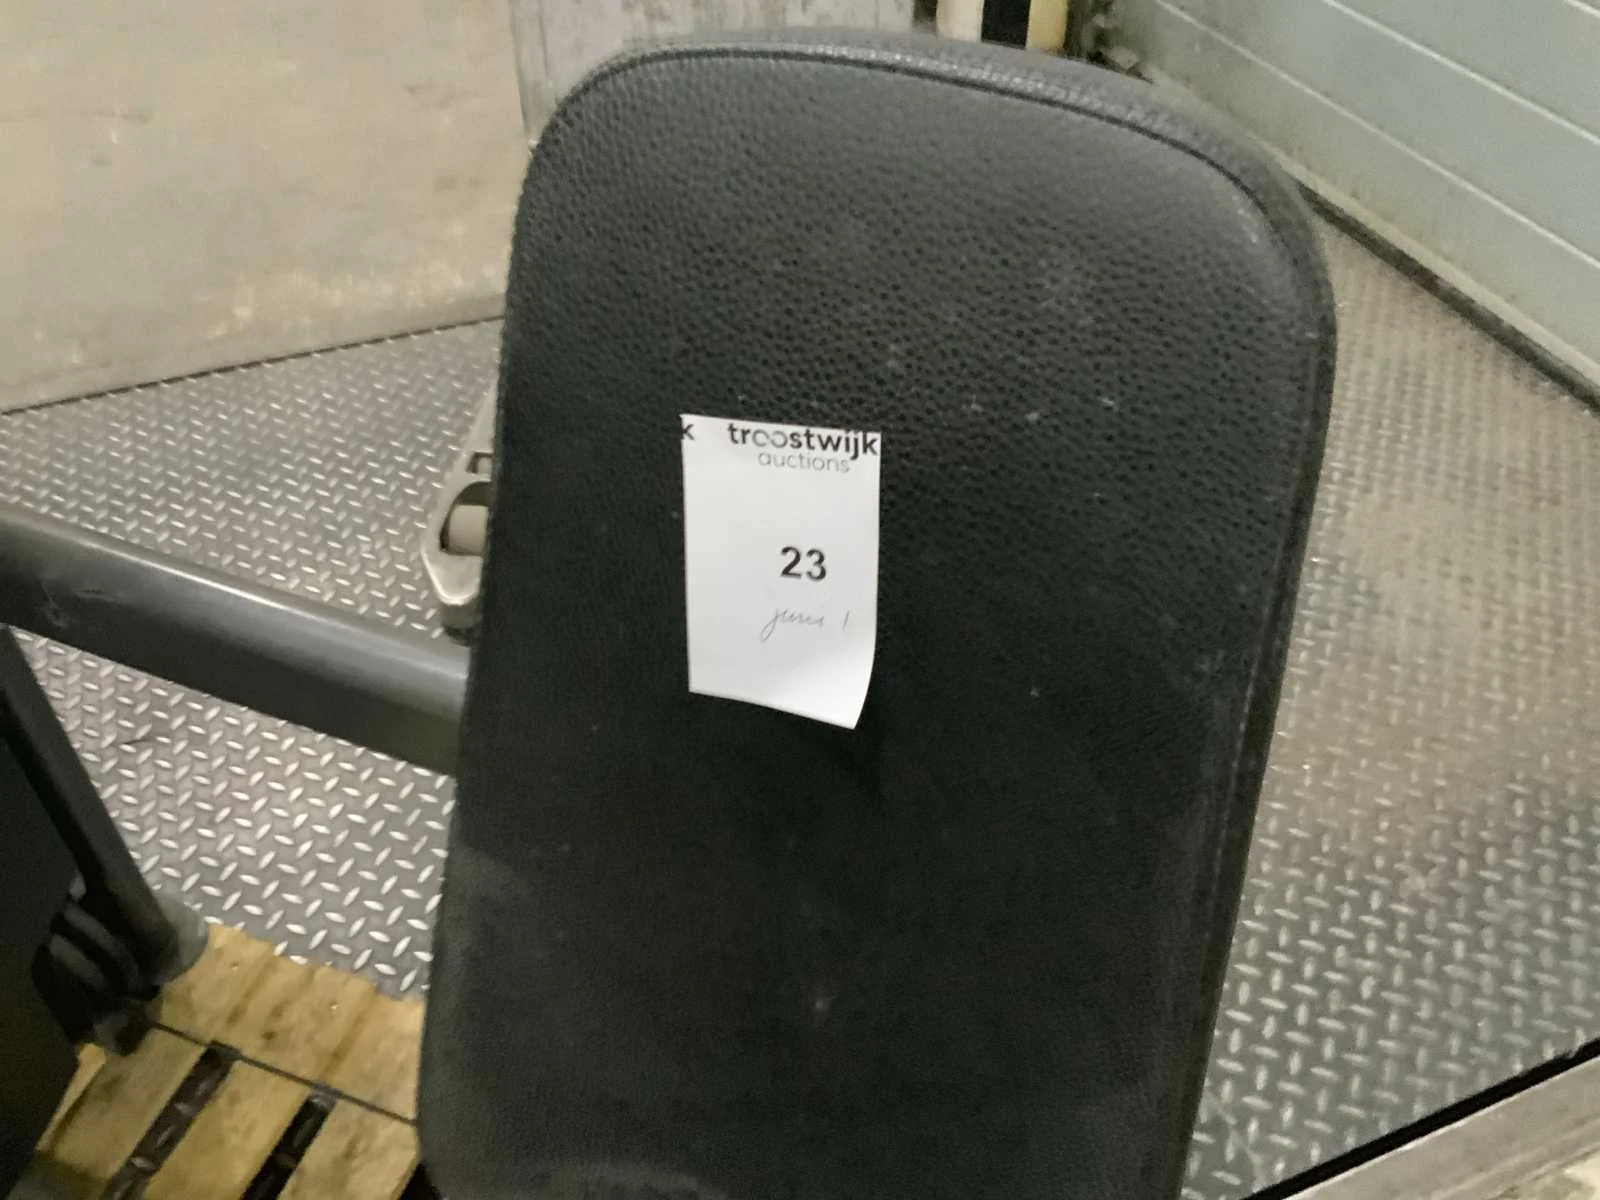 k troostwijk
auctions
23